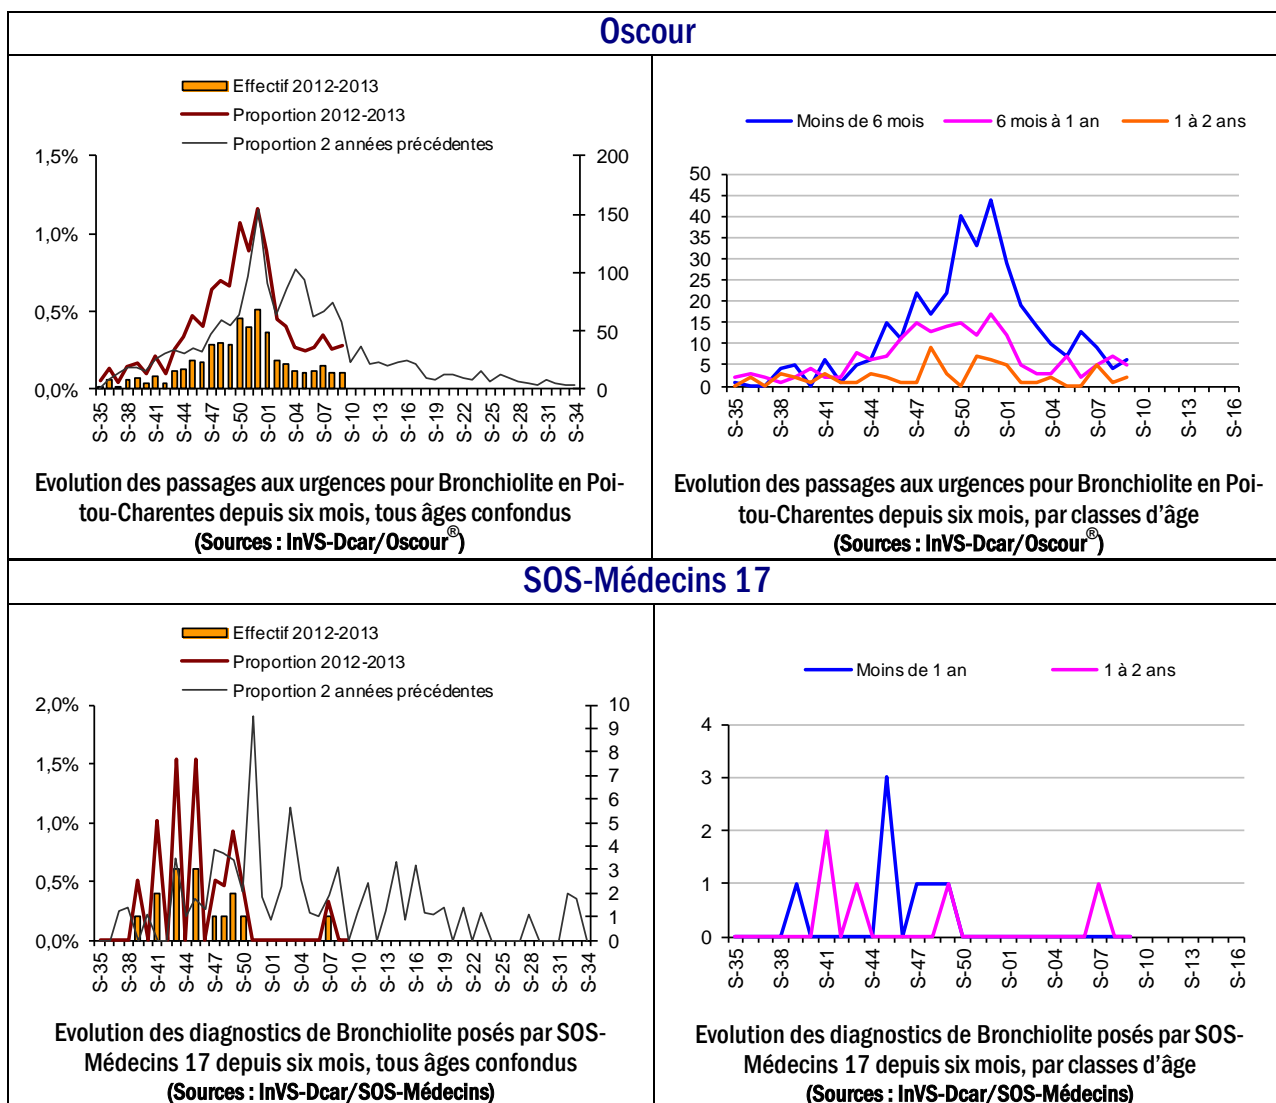 Oscour
Effectif 2012-2013
Proportion 2012-2013
Proportion 2 années précédentes
1,5%
1,0%
0,5%
0,0%
200
150
100
50
0
S-35
S-38
S-41
S-44
S-47
S-50
S-01
S-04
S-07
S-10
S-13
S-16
S-19
S-22
S-25
S-28
S-31
S-34
Evolution des passages aux urgences pour Bronchiolite en Poi-
tou-Charentes depuis six mois, tous âges confondus
(Sources : InVS-Dcar/Oscour®)
Moins de 6 mois
6 mois à 1 an
1 à 2 ans
50
45
40
35
30
25
20
15
10
5
0
S-35
S-38
S-41
S-44
S-47
S-50
S-01
S-04
S-07
S-10
S-13
S-16
Evolution des passages aux urgences pour Bronchiolite en Poi-
tou-Charentes depuis six mois, par classes d’âge
(Sources : InVS-Dcar/Oscour®)
SOS-Médecins 17
Effectif 2012-2013
Proportion 2012-2013
Proportion 2 années précédentes
2,0%
1,5%
1,0%
0,5%
0,0%
10
9
8
7
6
5
4
3
2
1
0
S-35
S-38
S-41
S-44
S-47
S-50
S-01
S-04
S-07
S-10
S-13
S-16
S-19
S-22
S-25
S-28
S-31
S-34
Evolution des diagnostics de Bronchiolite posés par SOS-
Médecins 17 depuis six mois, tous âges confondus
(Sources : InVS-Dcar/SOS-Médecins)
Moins de 1 an
1 à 2 ans
4
3
2
1
0
S-35
S-38
S-41
S-44
S-47
S-50
S-01
S-04
S-07
S-10
S-13
S-16
Evolution des diagnostics de Bronchiolite posés par SOS-
Médecins 17 depuis six mois, par classes d’âge
(Sources : InVS-Dcar/SOS-Médecins)